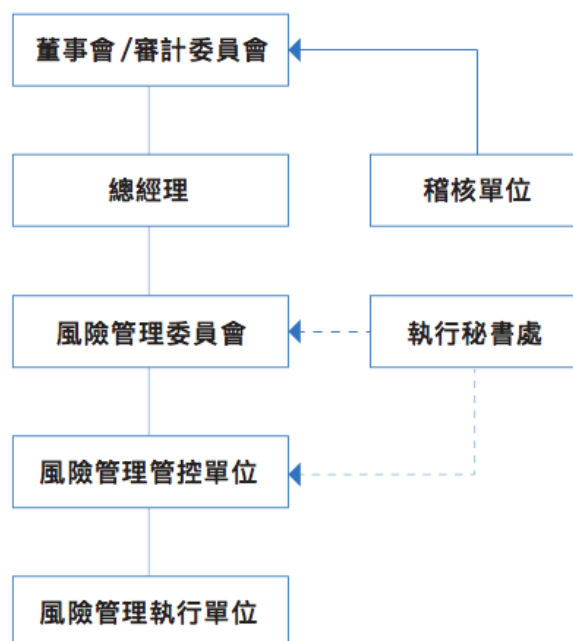 董事會/審計委員會
總經理
稽核單位
風險管理委員會
執行秘書處
風險管理管控單位
風險管理執行單位